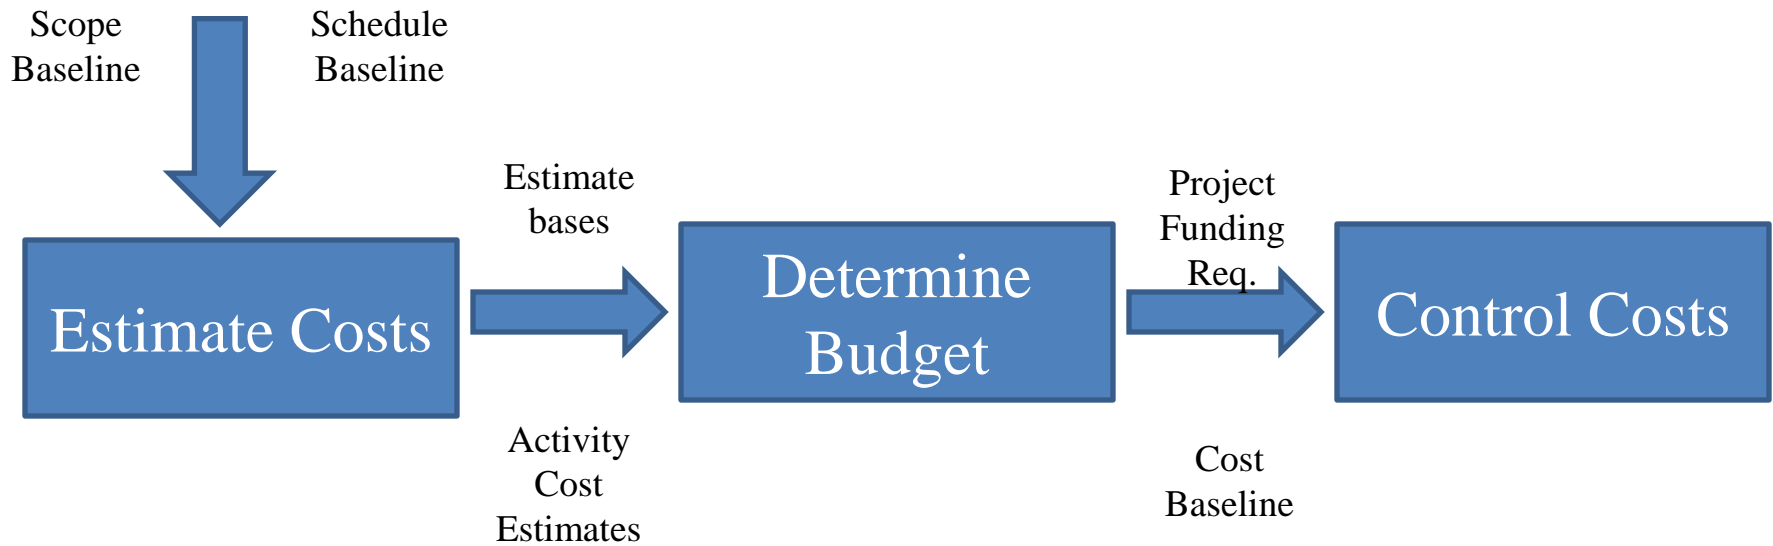 Scope
Baseline
Schedule
Baseline
Estimate Costs
Estimate
bases
Activity
Cost
Estimates
Determine
Budget
Project
Funding
Req.
Cost
Baseline
Control Costs